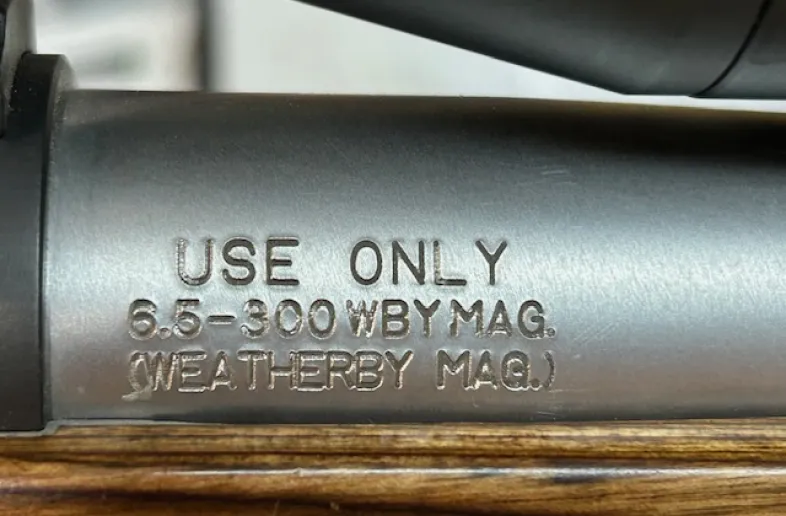 USE ONLY
6.5-300 WBY MAG.
(WEATHERBY MAG.)